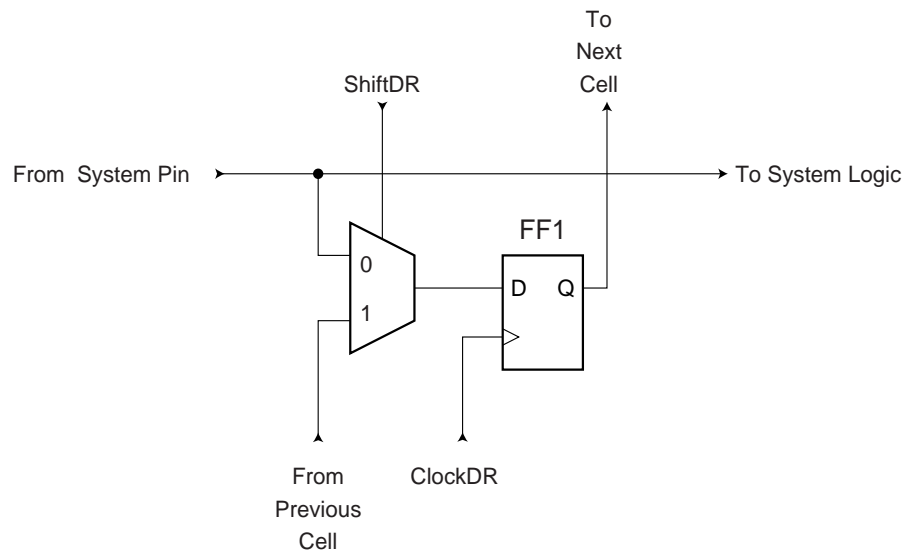 To
Next
Cell
ShiftDR
From System Pin
To System Logic
FF1
0
D Q
1
From
Previous
Cell
ClockDR